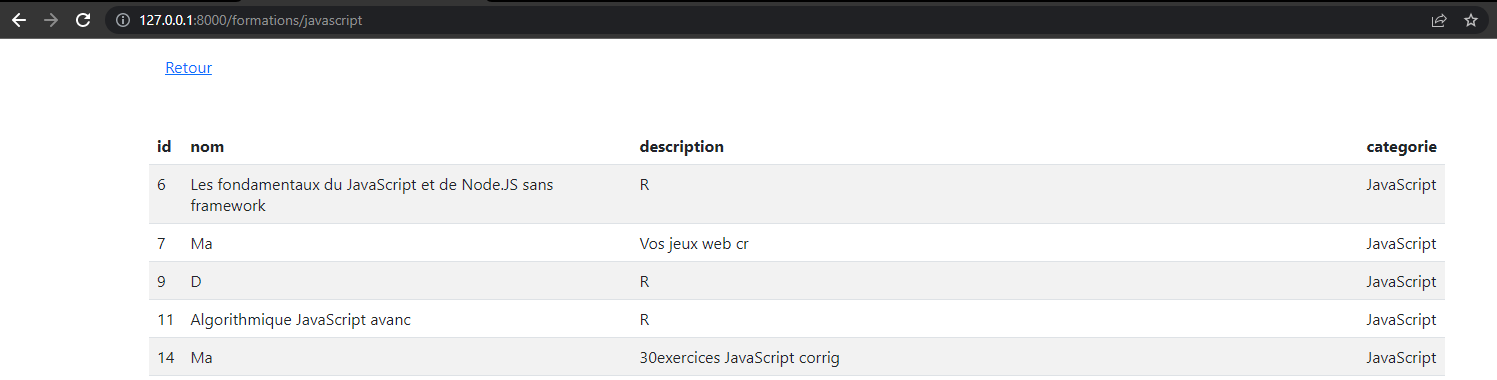 127.0.0.1:8000/formations/javascript
Retour
id nom description categorie
6 Les fondamentaux du JavaScript et de Node.JS sans R JavaScript
framework
7 Ma Vos jeux web cr JavaScript
9 D R JavaScript
11 Algorithmique JavaScript avanc R JavaScript
14 Ma 30exercices JavaScript corrig JavaScript